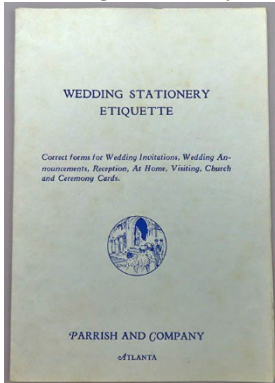 WEDDING STATIONERY
ETIQUETTE
Correct forms for Wedding Invitations, Wedding An-
nouncements, Reception, At Home, Visiting, Church
and Ceremony Cards.
PARRISH AND COMPANY
ATLANTA